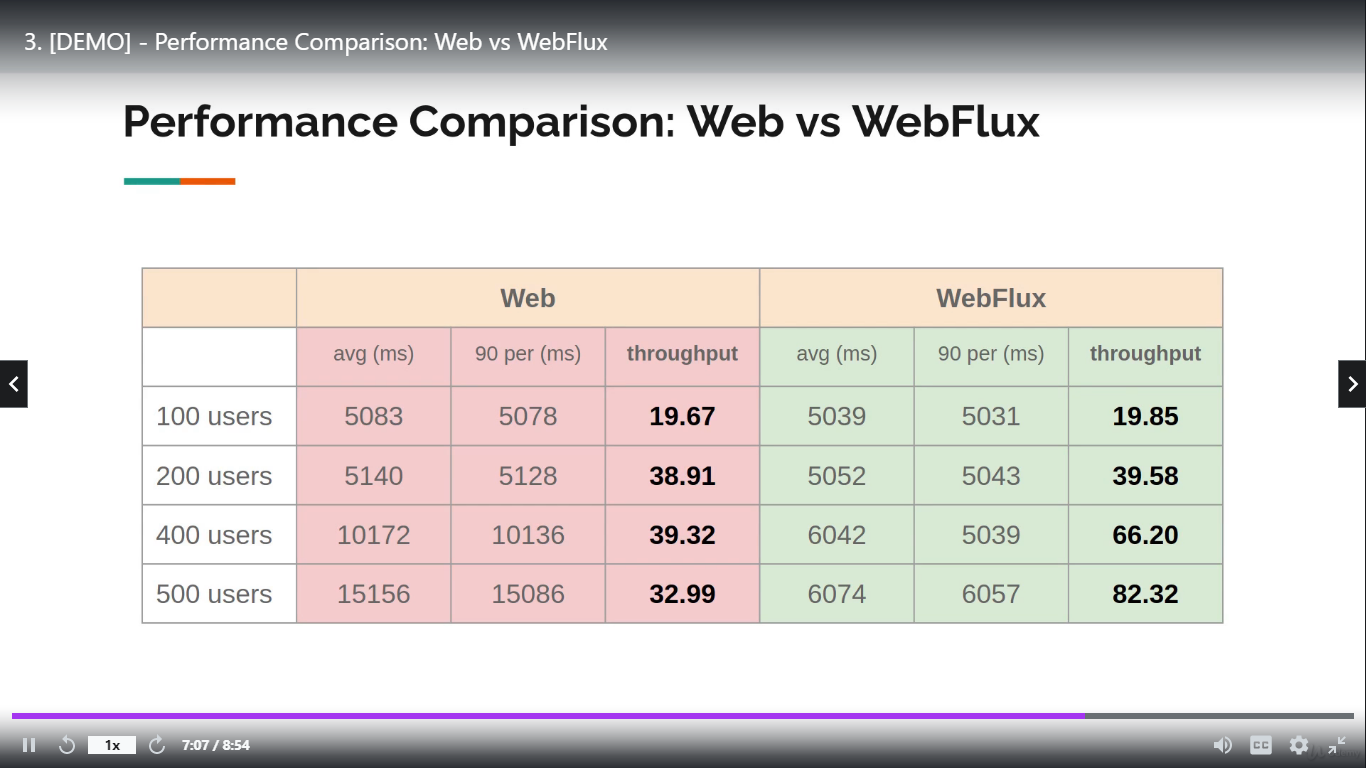 3. [DEMO] - Performance Comparison: Web vs WebFlux
Performance Comparison: Web vs WebFlux
Web WebFlux
avg (ms) 90 per (ms) throughput avg (ms) 90 per (ms) throughput
100 users 5083 5078 19.67 5039 5031 19.85
200 users 5140 5128 38.91 5052 5043 39.58
400 users 10172 10136 39.32 6042 5039 66.20
500 users 15156 15086 32.99 6074 6057 82.32
1x 7:07 / 8:54 CC